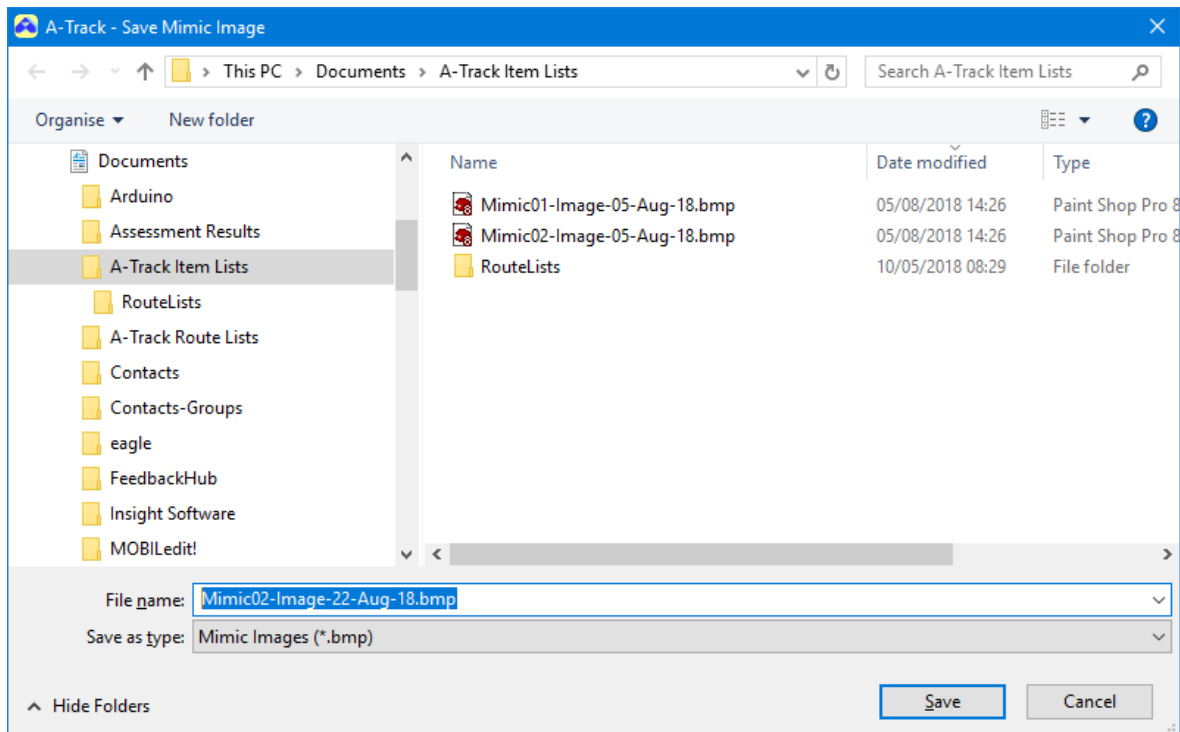 A-Track - Save Mimic Image
This PC > Documents > A-Track Item Lists
Search A-Track Item Lists
Organise
New folder
?
Documents
Arduino
Assessment Results
A-Track Item Lists
RouteLists
A-Track Route Lists
Contacts
Contacts-Groups
eagle
FeedbackHub
Insight Software
MOBILedit!
Name Date modified Type
Mimic01-Image-05-Aug-18.bmp 05/08/2018 14:26 Paint Shop Pro 8
Mimic02-Image-05-Aug-18.bmp 05/08/2018 14:26 Paint Shop Pro 8
RouteLists 10/05/2018 08:29 File folder
File name: Mimic02-Image-22-Aug-18.bmp
Save as type: Mimic Images (*.bmp)
Hide Folders
Save
Cancel